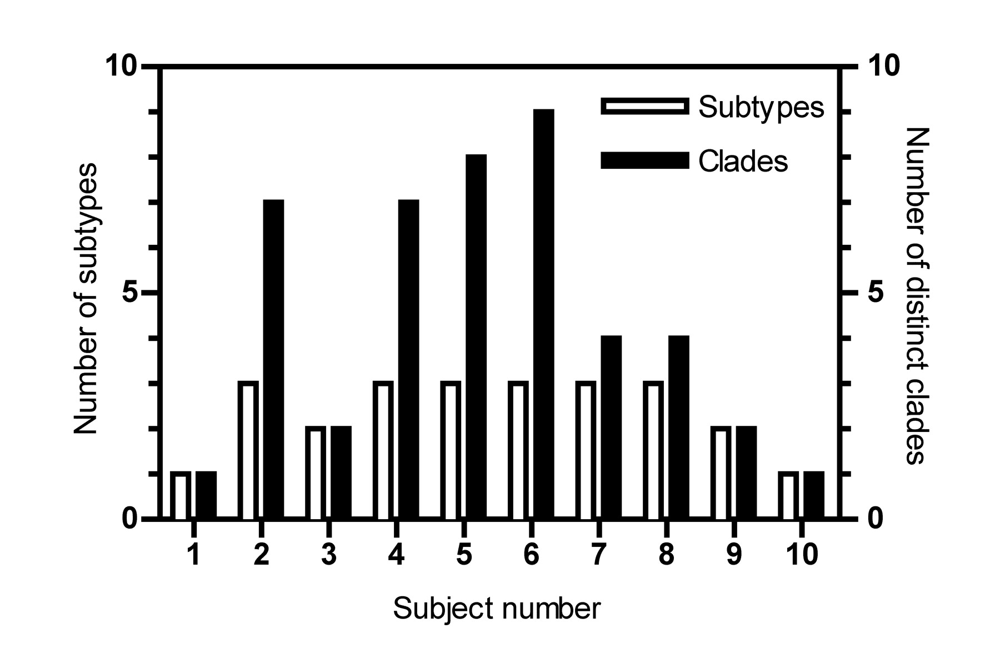 10
5
0
Number of subtypes
Subtypes
Clades
10
5
0
Number of distinct clades
1 2 3 4 5 6 7 8 9 10
Subject number